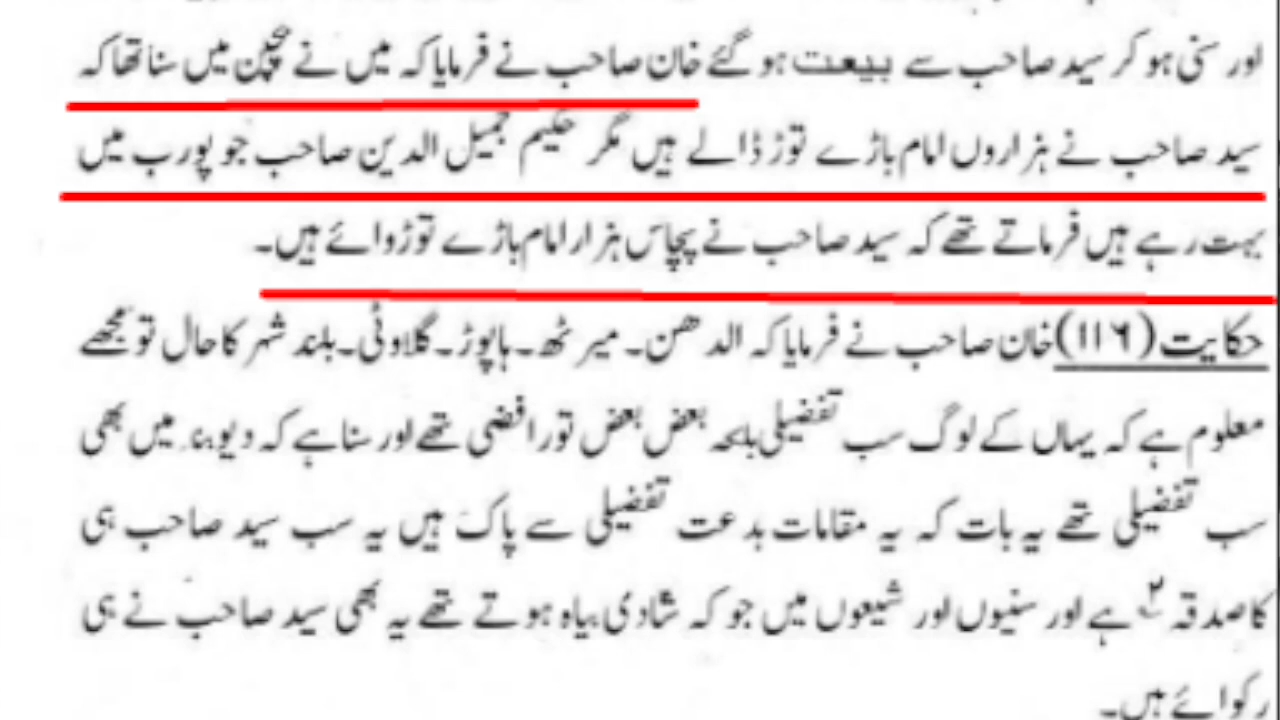 اور سنی ہو کر سید صاحب سے بیعت ہو گئے خان صاحب نے فرمایا کہ میں نے بچپن میں سنا تھا کہ
سید صاحب نے ہزاروں امام باڑے توڑ ڈالے ہیں مگر حکیم جمیل الدین صاحب جو پورب میں
بہت رہے ہیں فرماتے تھے کہ سید صاحب نے پچاس ہزار امام باڑے توڑوائے ہیں۔
حکایت (۱۱۶) خان صاحب نے فرمایا کہ الدھن۔ میرٹھ۔ ہاپوڑ۔ گلاوٹی۔ بلند شہر کا حال تو مجھے
معلوم ہے کہ یہاں کے لوگ سب تفضیلی بلکہ بعض بعض تو رافضی تھے اور سنا ہے کہ دیوبند میں بھی
سب تفضیلی تھے یہ بات کہ یہ مقامات بدعت تفضیلی سے پاک ہیں یہ سب سید صاحب ہی
کا صدقہ ۲؎ ہے اور سنیوں اور شیعوں میں جو کہ شادی بیاہ ہوتے تھے یہ بھی سید صاحب نے ہی
رکوائے ہیں۔